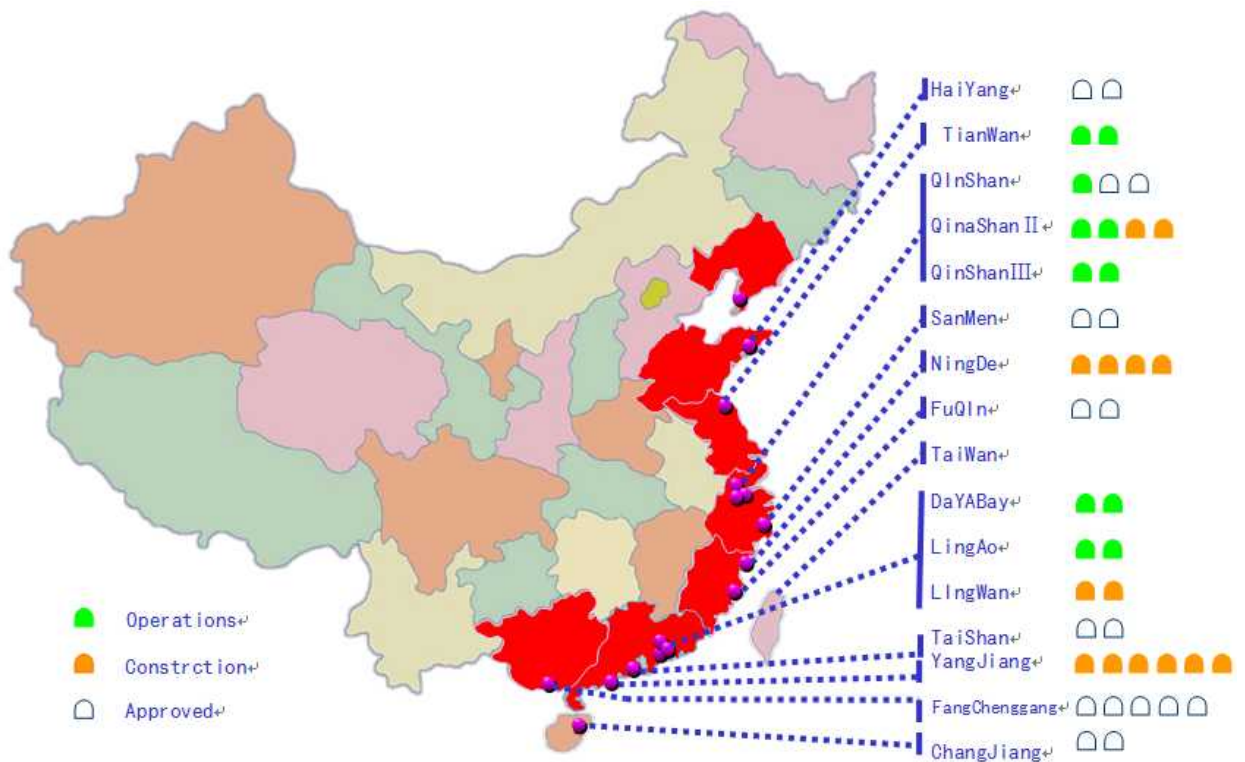 HaiYang
TianWan
QInShan
QinaShanⅡ
QinShanⅢ
SanMen
NingDe
FuQIn
TaiWan
DaYABay
LingAo
LIngWan
TaiShan
YangJiang
FangChenggang
ChangJiang
Operations
Constrction
Approved